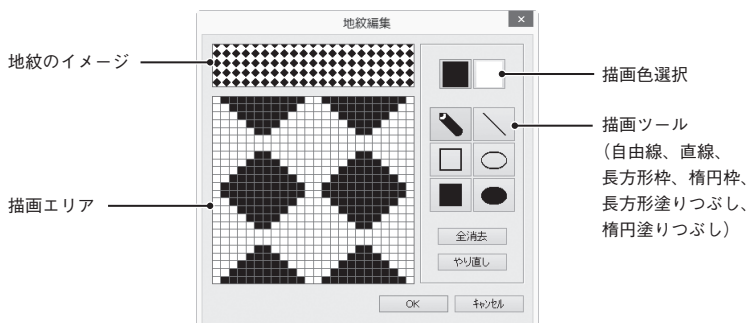 地紋編集
×
地紋のイメージ
描画色選択
描画ツール
（自由線、直線、
長方形枠、楕円枠、
長方形塗りつぶし、
楕円塗りつぶし）
描画エリア
全消去
やり直し
OK
キャンセル